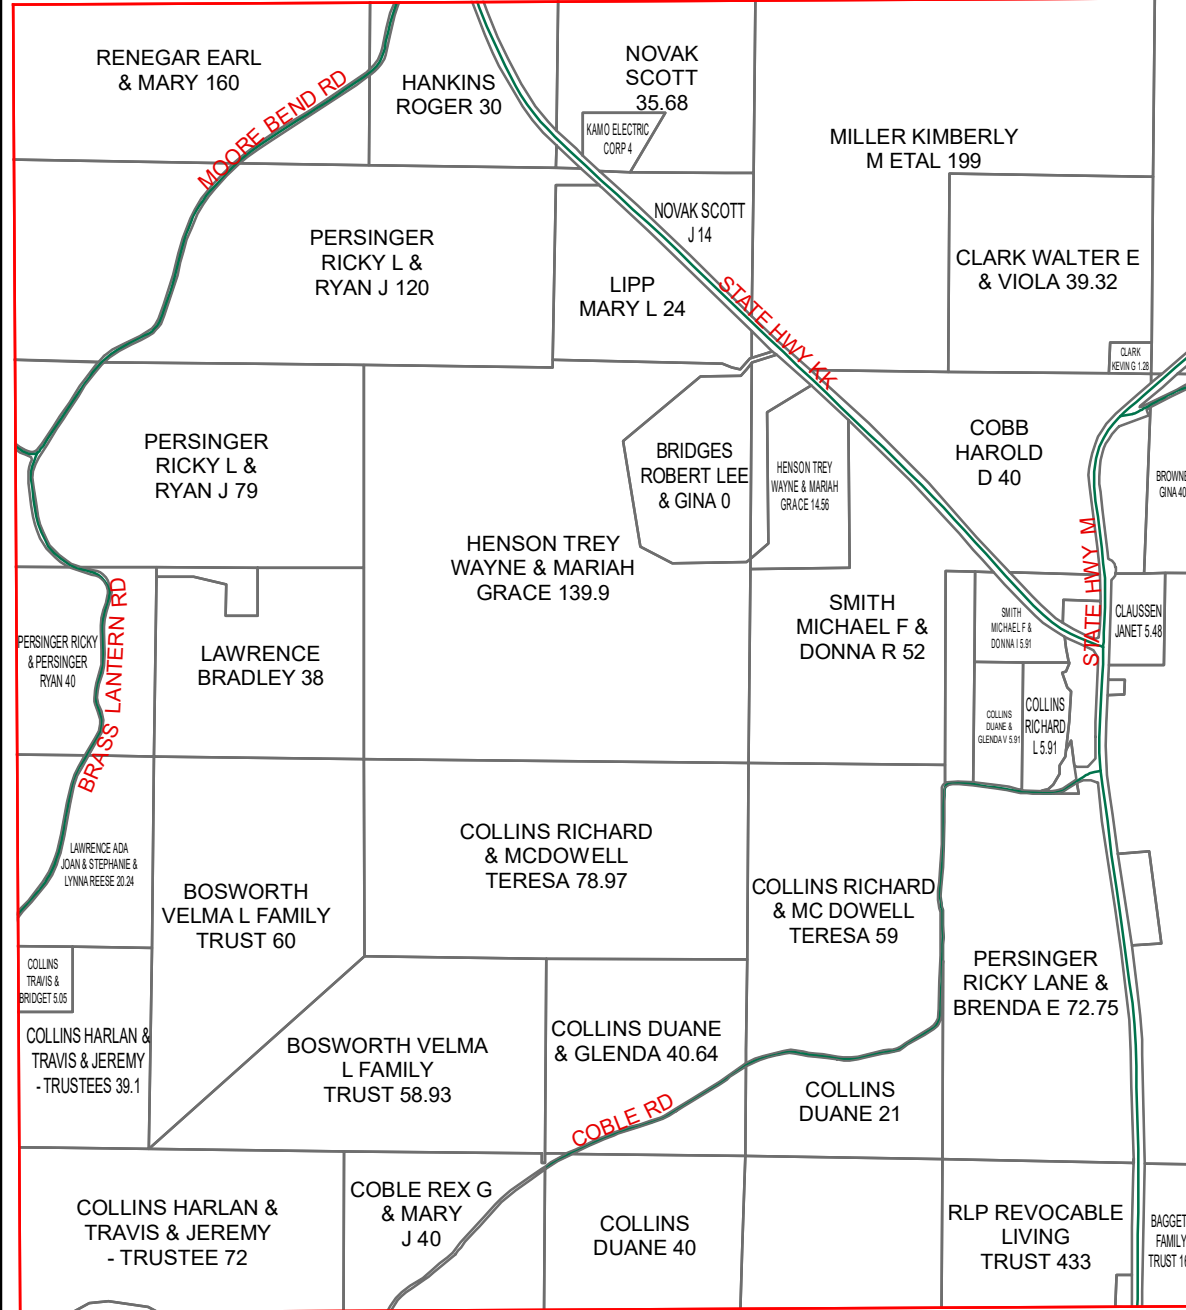 RENEGAR EARL
& MARY 160
MOORE BEND RD
HANKINS
ROGER 30
NOVAK
SCOTT
35.68
KAMO ELECTRIC
CORP 4
MILLER KIMBERLY
M ETAL 199
PERSINGER
RICKY L &
RYAN J 120
NOVAK SCOTT
J 14
LIPP
MARY L 24
STATE HWY KK
CLARK WALTER E
& VIOLA 39.32
CLARK
KEVIN G 1.28
PERSINGER
RICKY L &
RYAN J 79
BRIDGES
ROBERT LEE
& GINA 0
HENSON TREY
WAYNE & MARIAH
GRACE 14.56
COBB
HAROLD
D 40
BROWNE
GINA 40
HENSON TREY
WAYNE & MARIAH
GRACE 139.9
STATE HWY M
PERSINGER RICKY
& PERSINGER
RYAN 40
BRASS LANTERN RD
LAWRENCE
BRADLEY 38
SMITH
MICHAEL F &
DONNA R 52
SMITH
MICHAEL F &
DONNA I 5.91
CLAUSSEN
JANET 5.48
COLLINS
DUANE &
GLENDA V 5.91
COLLINS
RICHARD
L 5.91
LAWRENCE ADA
JOAN & STEPHANIE &
LYNNA REESE 20.24
BOSWORTH
VELMA L FAMILY
TRUST 60
COLLINS RICHARD
& MCDOWELL
TERESA 78.97
COLLINS RICHARD
& MC DOWELL
TERESA 59
PERSINGER
RICKY LANE &
BRENDA E 72.75
COLLINS
TRAVIS &
BRIDGET 5.05
COLLINS HARLAN &
TRAVIS & JEREMY
- TRUSTEES 39.1
BOSWORTH VELMA
L FAMILY
TRUST 58.93
COLLINS DUANE
& GLENDA 40.64
COBLE RD
COLLINS
DUANE 21
COLLINS HARLAN &
TRAVIS & JEREMY
- TRUSTEE 72
COBLE REX G
& MARY
J 40
COLLINS
DUANE 40
RLP REVOCABLE
LIVING
TRUST 433
BAGGET
FAMILY
TRUST 16